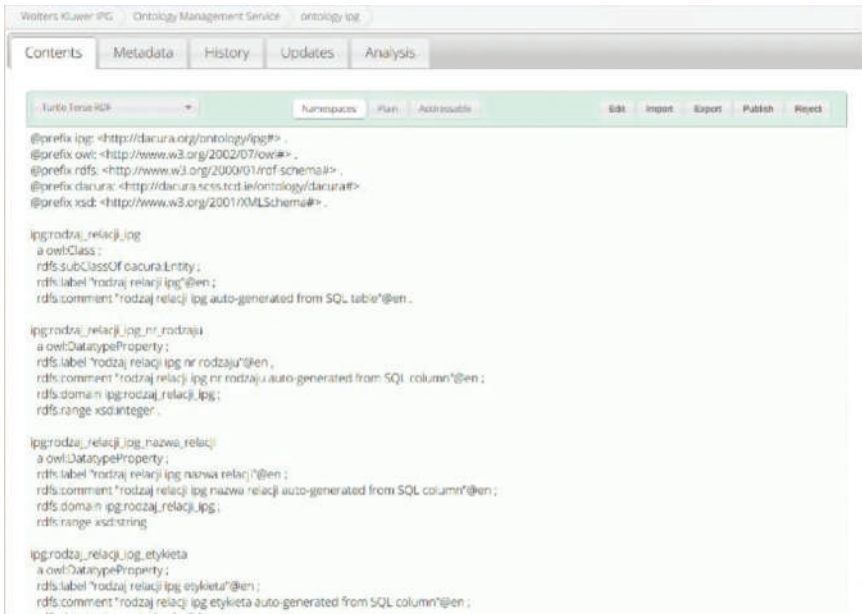 Wolters Kluwer IPG Ontology Management Service ontology ipg
Contents Metadata History Updates Analysis
Turtle Terse RDF Namespaces Plain Addressable Edit Import Export Publish Reject
@prefix ipg: <http://dacura.org/ontology/ipg#> .
@prefix owl: <http://www.w3.org/2002/07/owl#> .
@prefix rdfs: <http://www.w3.org/2000/01/rdf-schema#> .
@prefix dacura: <http://dacura.scss.tcd.ie/ontology/dacura#>
@prefix xsd: <http://www.w3.org/2001/XMLSchema#> .
ipg:rodzaj_relacji_ipg
a owl:Class ;
rdfs:subClassOf dacura:Entity ;
rdfs:label "rodzaj relacji ipg"@en ;
rdfs:comment "rodzaj relacji ipg auto-generated from SQL table"@en .
ipg:rodzaj_relacji_ipg_nr_rodzaju
a owl:DatatypeProperty ;
rdfs:label "rodzaj relacji ipg nr rodzaju"@en ,
rdfs:comment "rodzaj relacji ipg nr rodzaju auto-generated from SQL column"@en ;
rdfs:domain ipg:rodzaj_relacji_ipg ;
rdfs:range xsd:integer .
ipg:rodzaj_relacji_ipg_nazwa_relacji
a owl:DatatypeProperty ;
rdfs:label "rodzaj relacji ipg nazwa relacji"@en ;
rdfs:comment "rodzaj relacji ipg nazwa relacji auto-generated from SQL column"@en ;
rdfs:domain ipg:rodzaj_relacji_ipg ;
rdfs:range xsd:string
ipg:rodzaj_relacji_ipg_etykieta
a owl:DatatypeProperty ;
rdfs:label "rodzaj relacji ipg etykieta"@en ;
rdfs:comment "rodzaj relacji ipg etykieta auto-generated from SQL column"@en ;